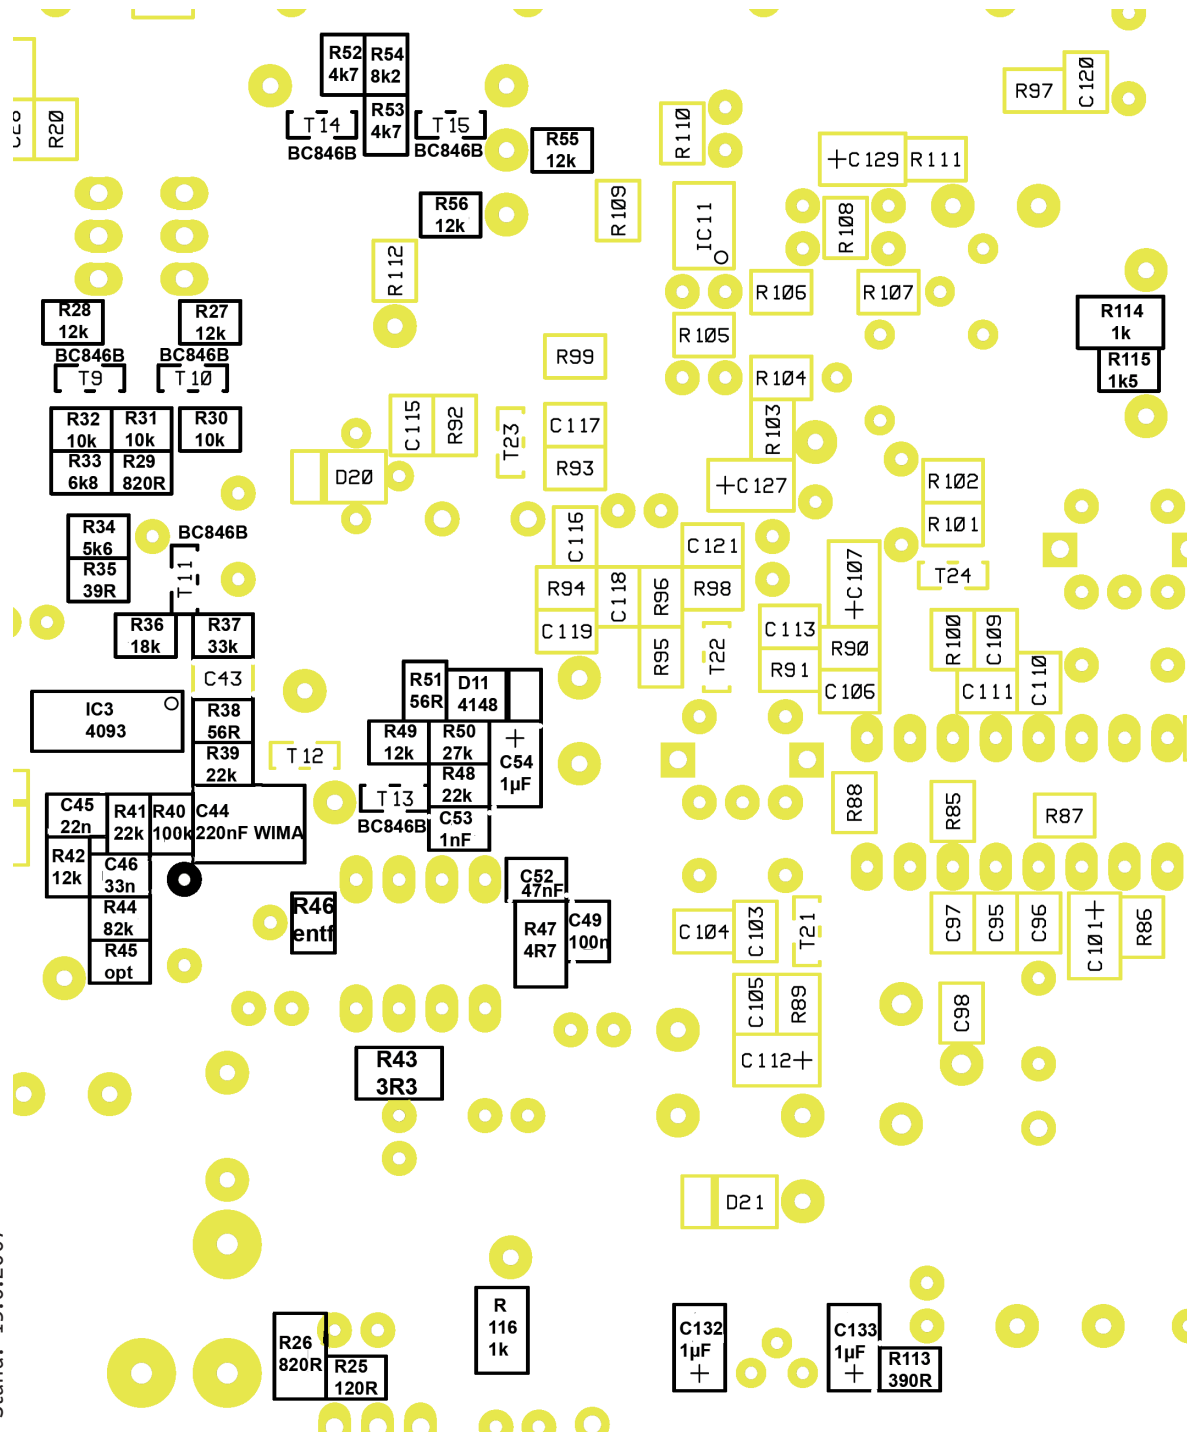 R52
4k7
R54
8k2
R53
4k7
T14
BC846B
T15
BC846B
R55
12k
R56
12k
R20
R110
R97
C120
+C129
R111
R109
IC11
R108
R112
R106
R107
R105
R28
12k
R27
12k
R114
1k
R115
1k5
BC846B
T9
BC846B
T10
R99
R104
R32
10k
R31
10k
R30
10k
R33
6k8
R29
820R
C115
R92
T23
C117
R93
R103
D20
+C127
R102
R101
R34
5k6
R35
39R
BC846B
T11
C116
C121
R94
C118
R96
R98
+C107
T24
R36
18k
R37
33k
C119
R95
T22
C113
R91
R90
C106
R100
C109
C111
C110
C43
IC3
4093
R38
56R
R39
22k
T12
R51
56R
D11
4148
R49
12k
R50
27k
+
C54
1µF
R48
22k
T13
BC846B
C53
1nF
C45
22n
R41
22k
R40
100k
C44
220nF WIMA
R42
12k
C46
33n
R44
82k
R45
opt
R46
entf
C52
47nF
R47
4R7
C49
100n
R88
R85
R87
C104
C103
T21
C97
C95
C96
C101+
R86
C105
R89
C98
C112+
R43
3R3
D21
R26
820R
R25
120R
R
116
1k
C132
1µF
+
C133
1µF
+
R113
390R